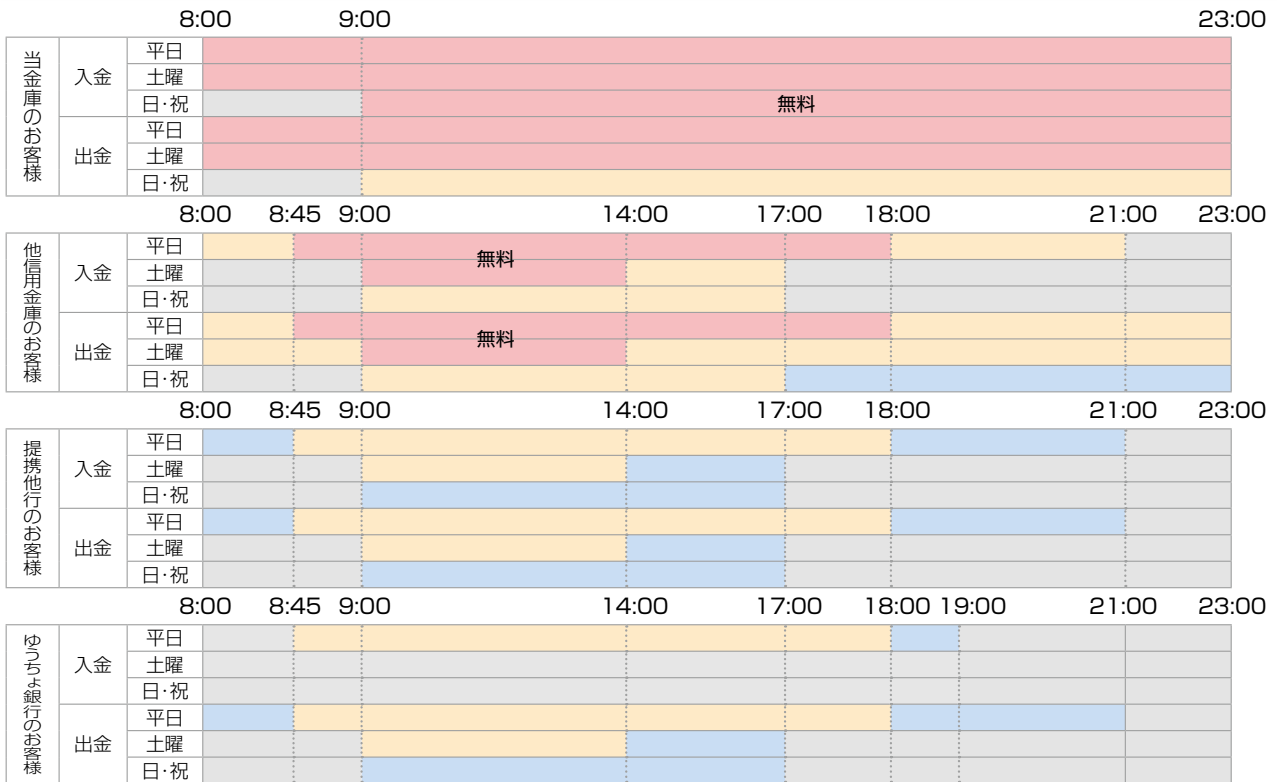 8:00 9:00 23:00
当金庫のお客様
入金
平日
土曜
日·祝
無料
出金
平日
土曜
日·祝
8:00 8:45 9:00 14:00 17:00 18:00 21:00 23:00
他信用金庫のお客様
入金
平日
無料
土曜
日·祝
出金
平日
無料
土曜
日·祝
8:00 8:45 9:00 14:00 17:00 18:00 21:00 23:00
提携他行のお客様
入金
平日
土曜
日·祝
出金
平日
土曜
日·祝
8:00 8:45 9:00 14:00 17:00 18:00 19:00 21:00 23:00
ゆうちょ銀行のお客様
入金
平日
土曜
日·祝
出金
平日
土曜
日·祝